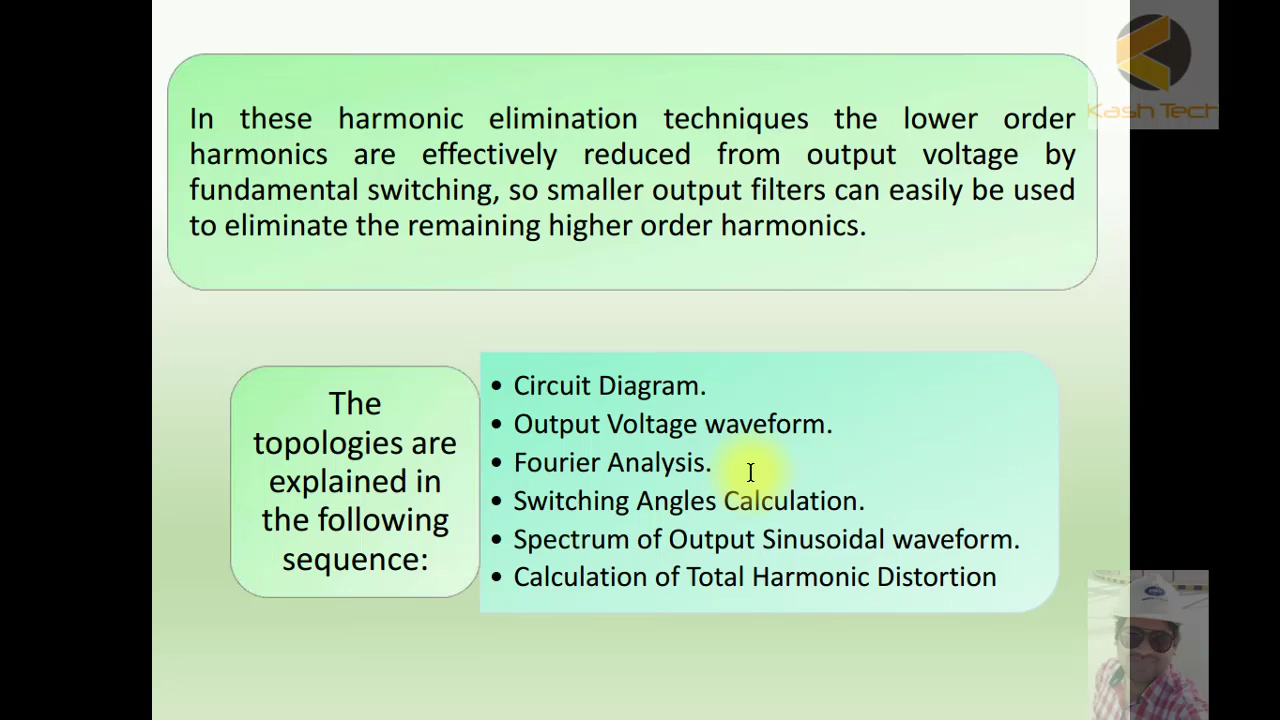 Kash Tech
In these harmonic elimination techniques the lower order
harmonics are effectively reduced from output voltage by
fundamental switching, so smaller output filters can easily be used
to eliminate the remaining higher order harmonics.
The
topologies are
explained in
the following
sequence:
• Circuit Diagram.
• Output Voltage waveform.
• Fourier Analysis.
• Switching Angles Calculation.
• Spectrum of Output Sinusoidal waveform.
• Calculation of Total Harmonic Distortion